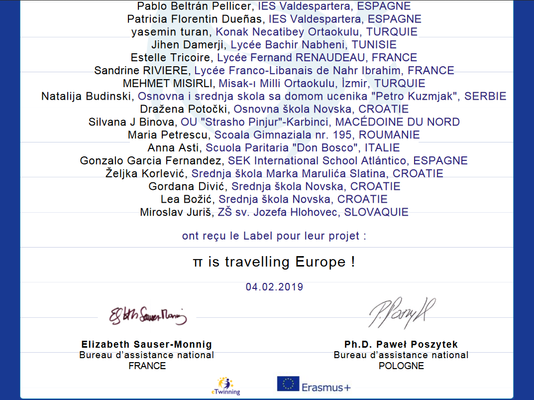 Pablo Beltrán Pellicer, IES Valdespartera, ESPAGNE
Patricia Florentin Dueñas, IES Valdespartera, ESPAGNE
yasemin turan, Konak Necatibey Ortaokulu, TURQUIE
Jihen Damerji, Lycée Bachir Nabheni, TUNISIE
Estelle Tricoire, Lycée Fernand RENAUDEAU, FRANCE
Sandrine RIVIERE, Lycée Franco-Libanais de Nahr Ibrahim, FRANCE
MEHMET MISIRLI, Misak-ı Milli Ortaokulu, İzmir, TURQUIE
Natalija Budinski, Osnovna i srednja skola sa domom ucenika "Petro Kuzmjak", SERBIE
Dražena Potočki, Osnovna škola Novska, CROATIE
Silvana J Binova, OU "Strasho Pinjur"-Karbinci, MACÉDOINE DU NORD
Maria Petrescu, Scoala Gimnaziala nr. 195, ROUMANIE
Anna Asti, Scuola Paritaria "Don Bosco", ITALIE
Gonzalo Garcia Fernandez, SEK International School Atlántico, ESPAGNE
Željka Korlević, Srednja škola Marka Marulića Slatina, CROATIE
Gordana Divić, Srednja škola Novska, CROATIE
Lea Božić, Srednja škola Novska, CROATIE
Miroslav Juriš, ZŠ sv. Jozefa Hlohovec, SLOVAQUIE
ont reçu le Label pour leur projet :
π is travelling Europe !
04.02.2019
Elizabeth Sauser-Monnig
Bureau d'assistance national
FRANCE
Ph.D. Paweł Poszytek
Bureau d'assistance national
POLOGNE
eTwinning
Erasmus+